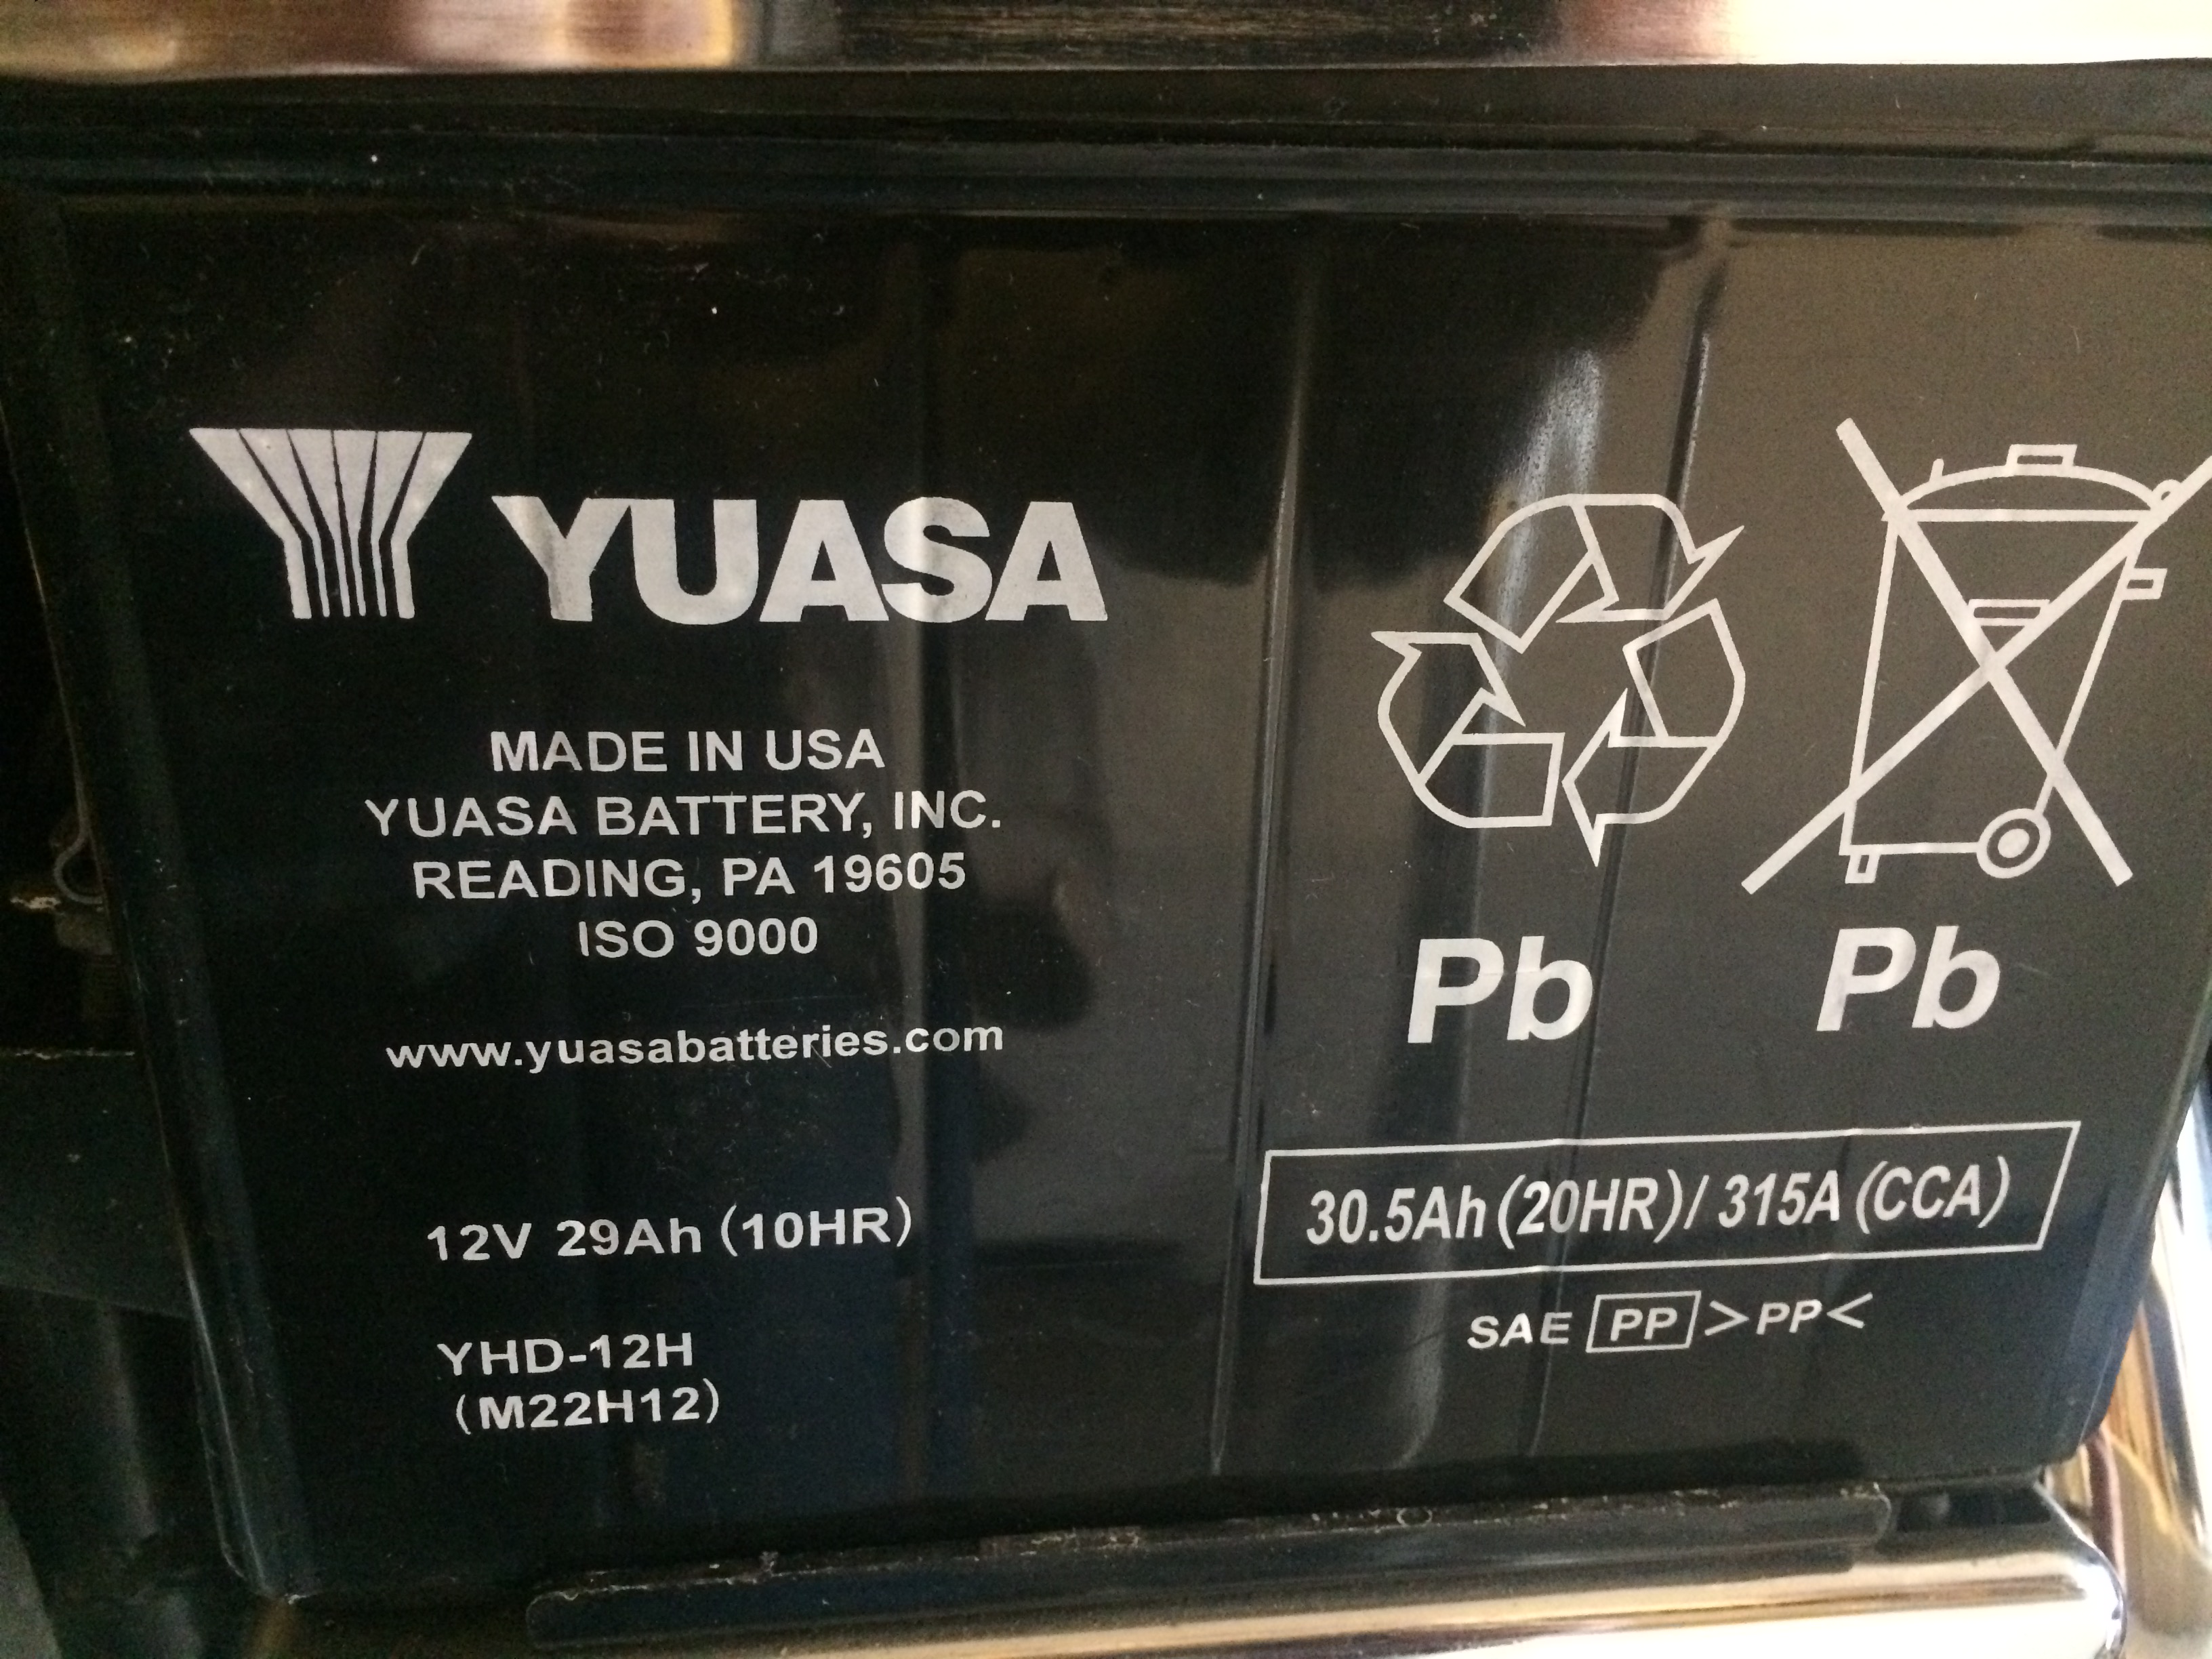 YUASA
MADE IN USA
YUASA BATTERY, INC.
READING, PA 19605
ISO 9000
www.yuasabatteries.com
12V 29Ah (10HR)
YHD-12H
(M22H12)
Pb
Pb
30.5Ah (20HR)/ 315A (CCA)
SAE PP >PP<